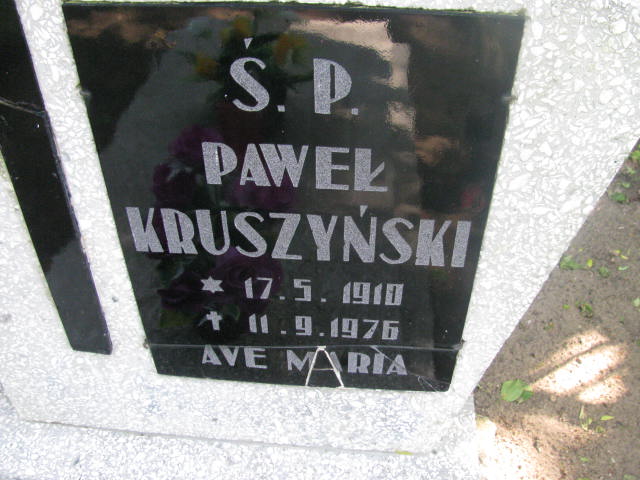 Ś. P.
PAWEŁ
KRUSZYŃSKI
* 17. 5. 1910
✝ 11. 9. 1976
AVE MARIA